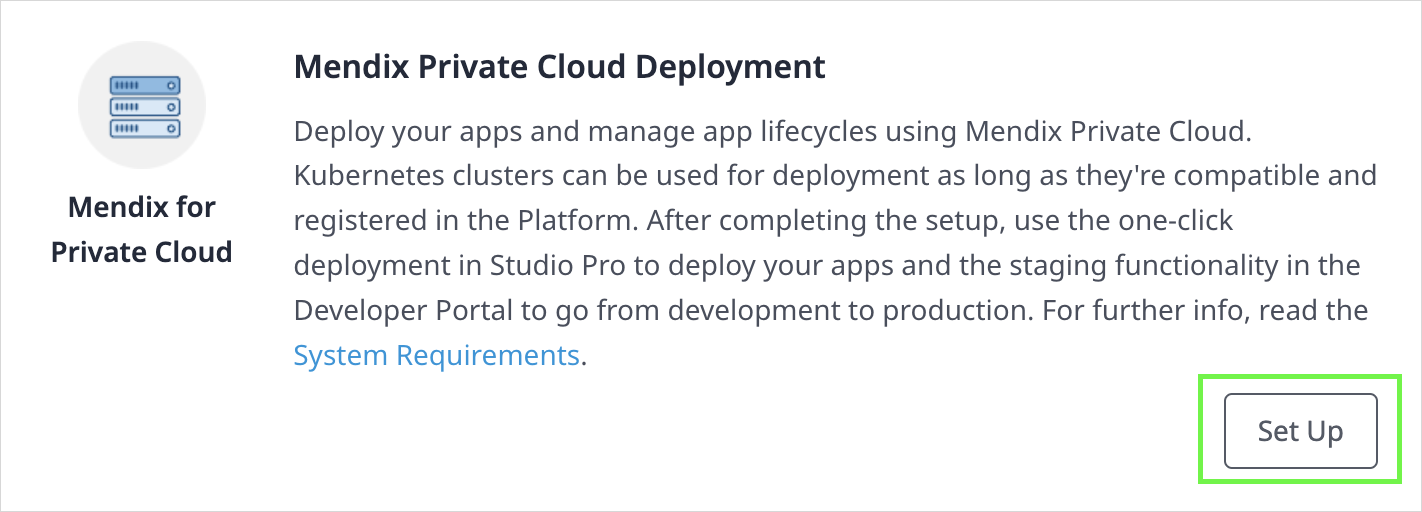 Mendix for
Private Cloud
Mendix Private Cloud Deployment
Deploy your apps and manage app lifecycles using Mendix Private Cloud.
Kubernetes clusters can be used for deployment as long as they're compatible and
registered in the Platform. After completing the setup, use the one-click
deployment in Studio Pro to deploy your apps and the staging functionality in the
Developer Portal to go from development to production. For further info, read the
System Requirements.
Set Up